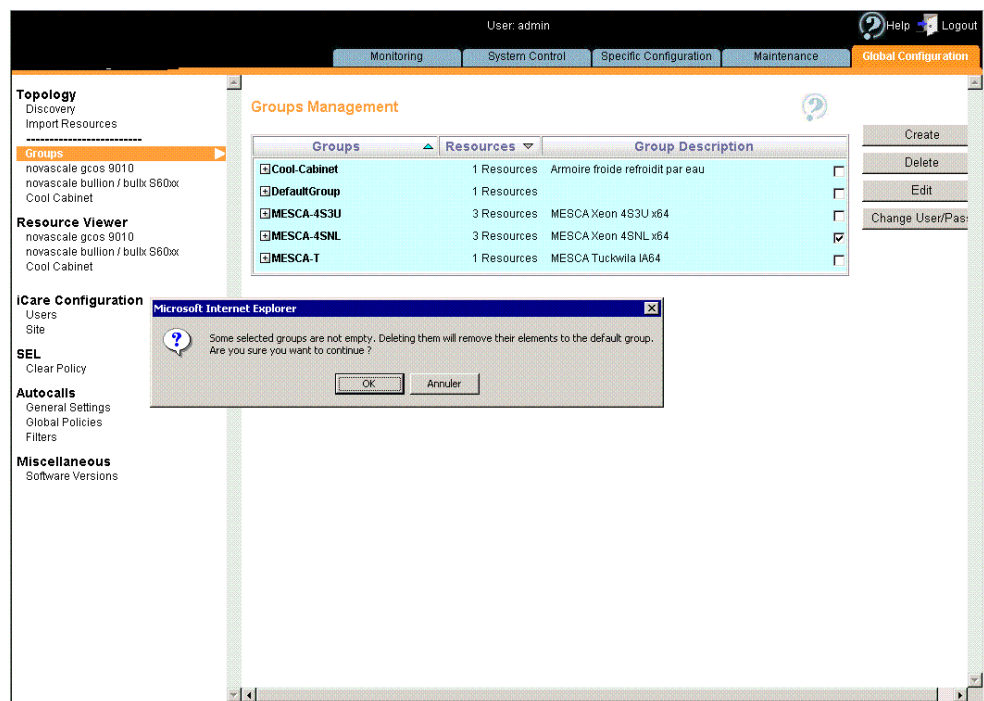 User: admin
Help
Logout
Monitoring
System Control
Specific Configuration
Maintenance
Global Configuration
Topology
Discovery
Import Resources
-------------------------
Groups
novascale gcos 9010
novascale bullion / bullx S60xx
Cool Cabinet
Resource Viewer
novascale gcos 9010
novascale bullion / bullx S60xx
Cool Cabinet
iCare Configuration
Users
Site
SEL
Clear Policy
Autocalls
General Settings
Global Policies
Filters
Miscellaneous
Software Versions
Groups Management
Groups Resources Group Description
Cool-Cabinet 1 Resources Armoire froide refroidit par eau
DefaultGroup 1 Resources
MESCA-4S3U 3 Resources MESCA Xeon 4S3U x64
MESCA-4SNL 3 Resources MESCA Xeon 4SNL x64
MESCA-T 1 Resources MESCA Tuckwila IA64
Create
Delete
Edit
Change User/Pas
Microsoft Internet Explorer
Some selected groups are not empty. Deleting them will remove their elements to the default group.
Are you sure you want to continue ?
OK
Annuler